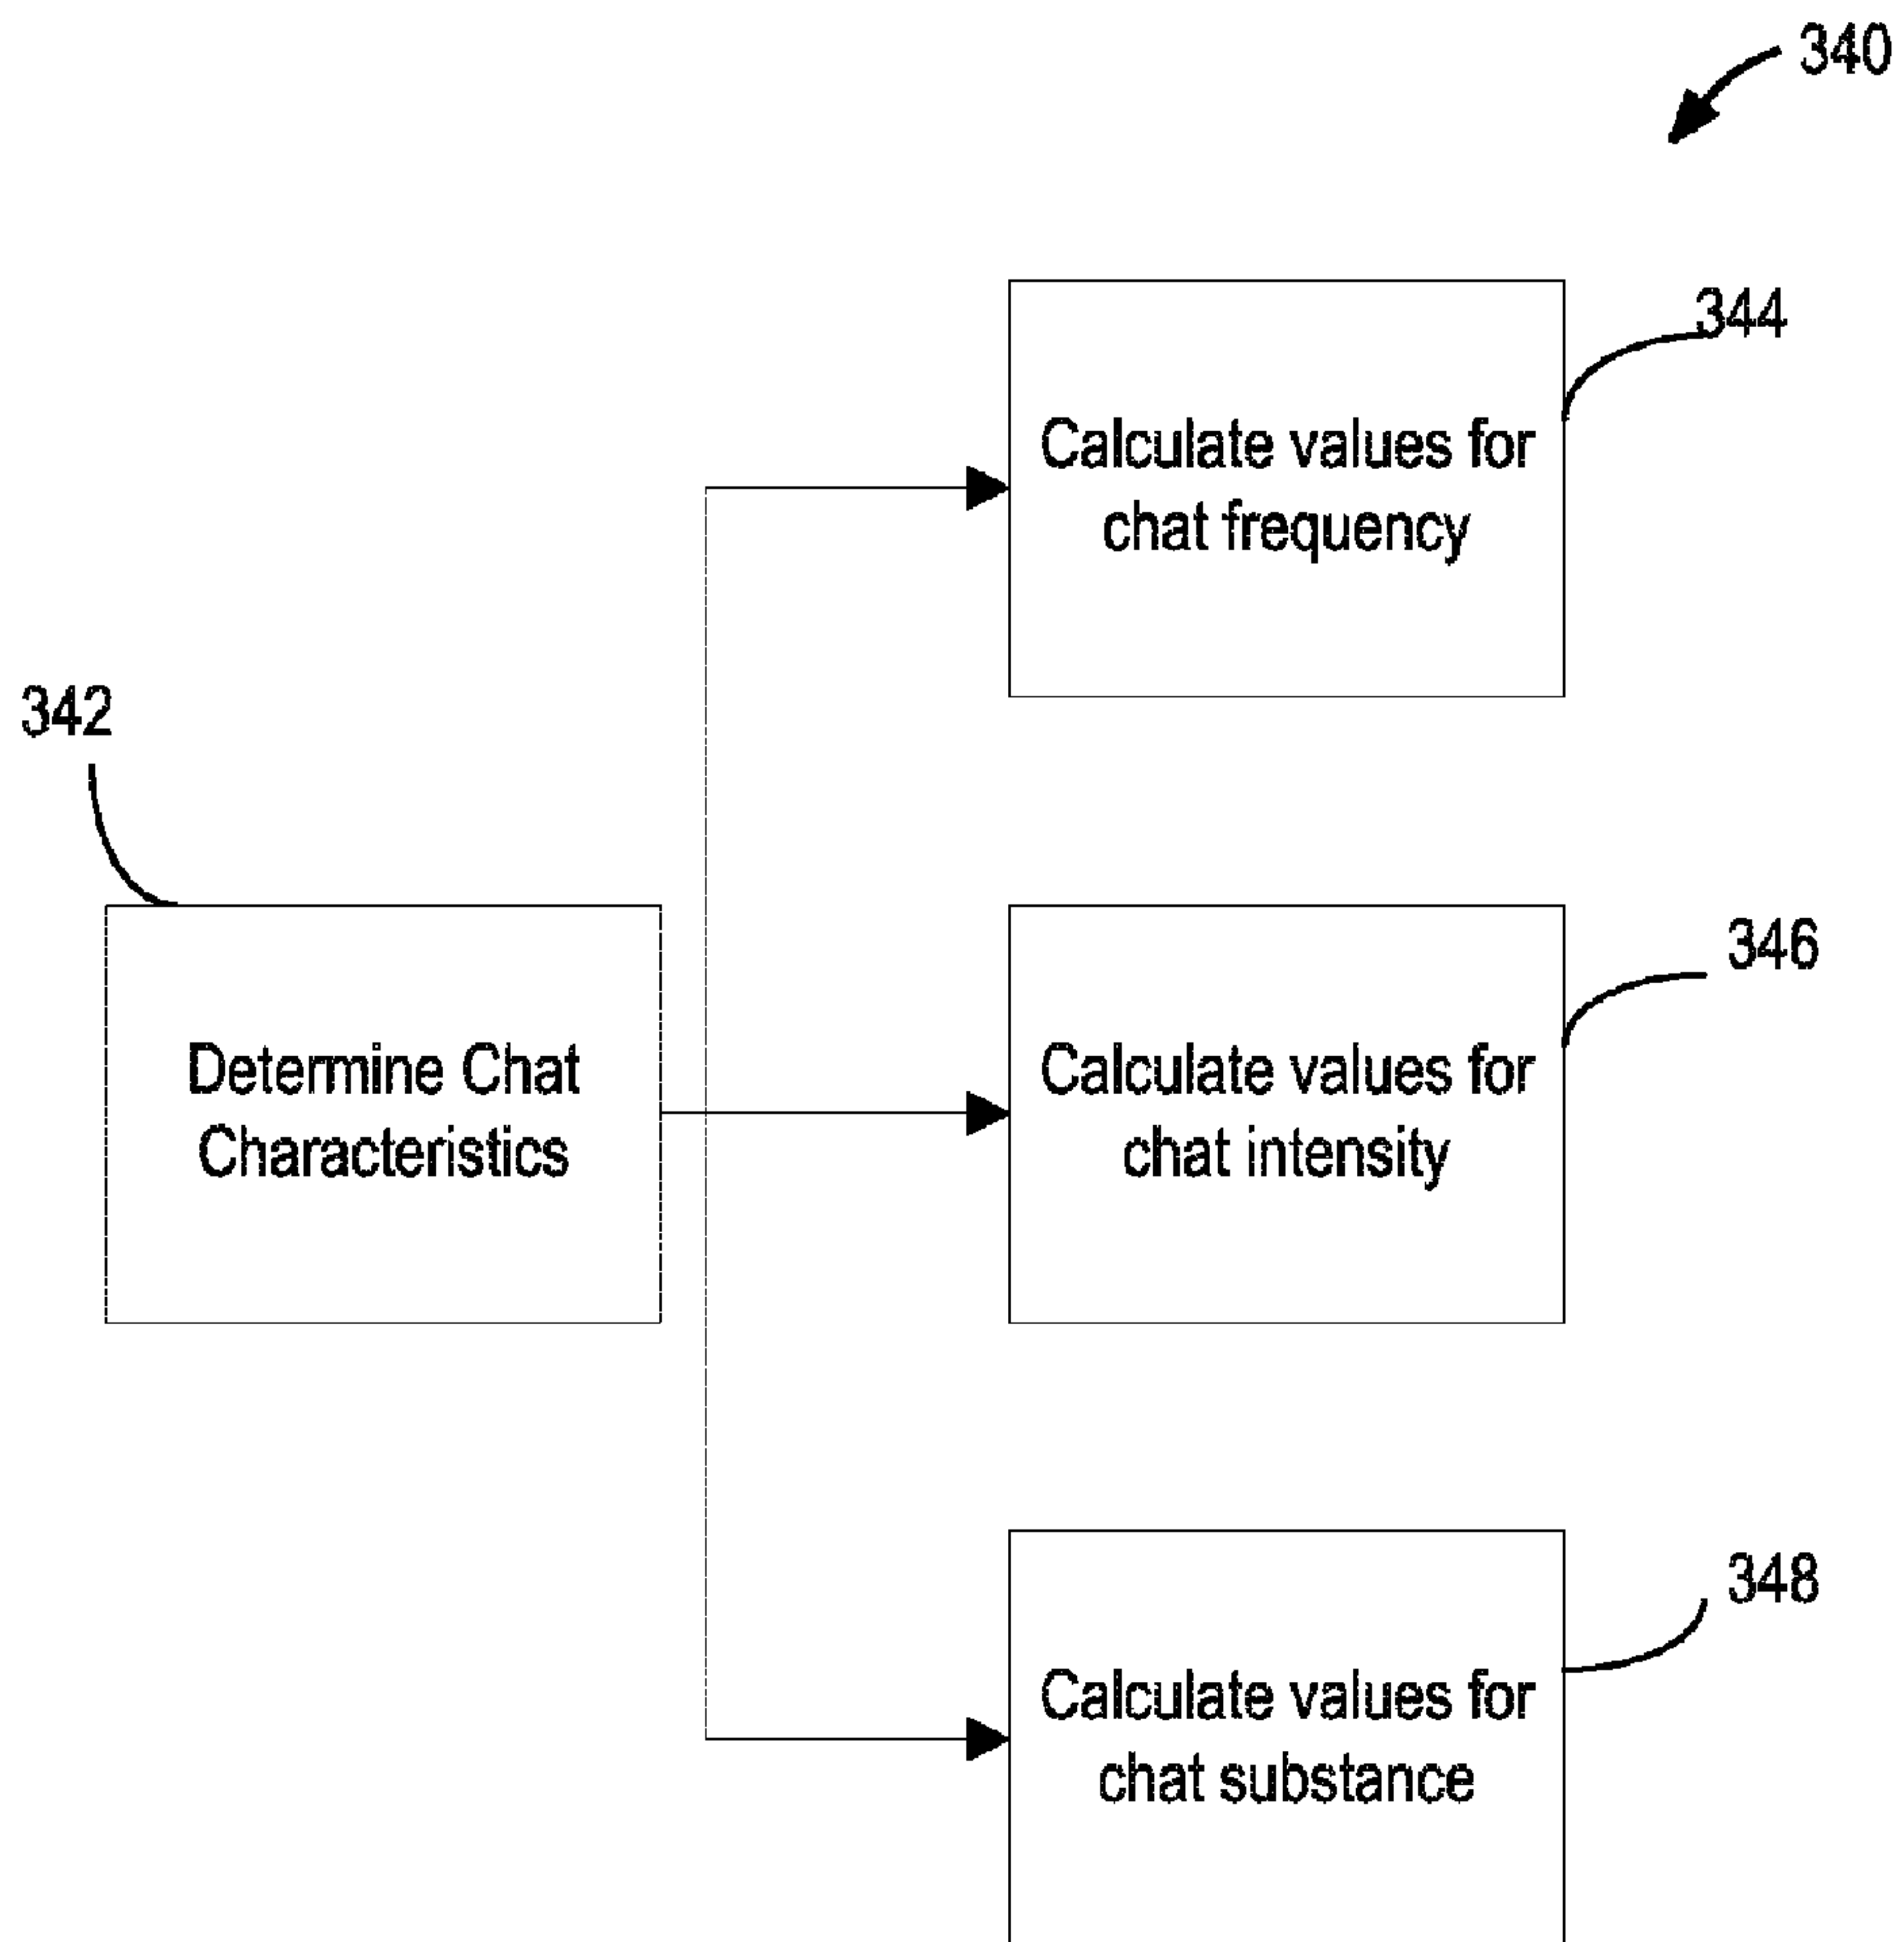 340
344
Calculate values for
chat frequency
342
346
Determine Chat
Characteristics
Calculate values for
chat intensity
348
Calculate values for
chat substance